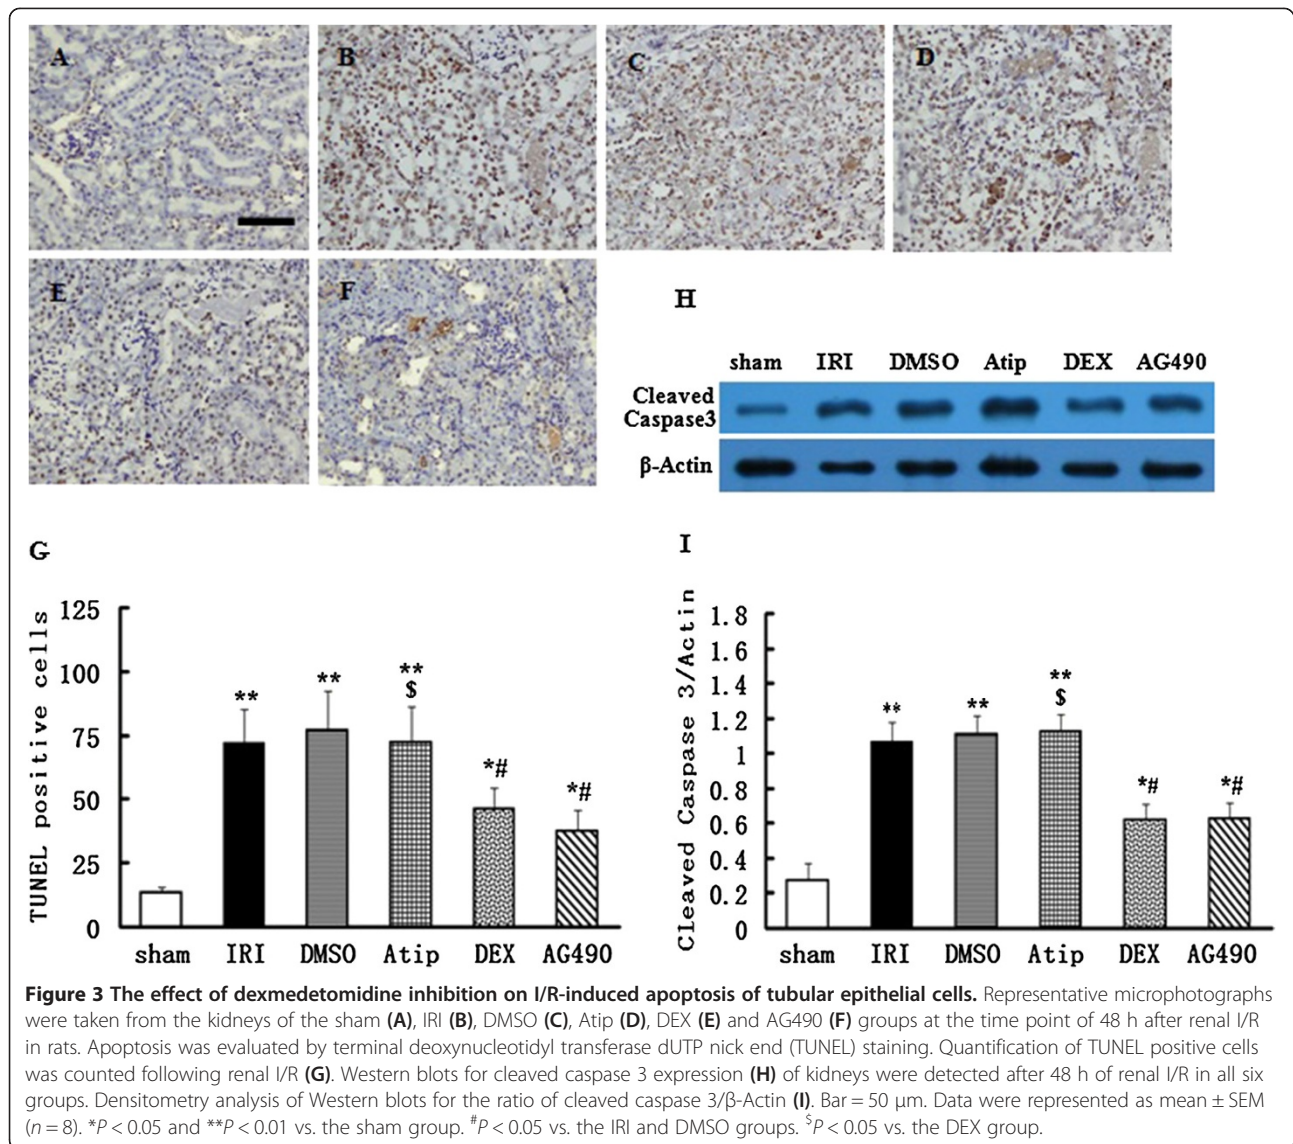 A
B
C
D
E
F
H
sham IRI DMSO Atip DEX AG490
Cleaved
Caspase3
β-Actin
G
TUNEL positive cells
125
100
75
50
25
0
**
**
**
$
*#
*#
sham IRI DMSO Atip DEX AG490
I
Cleaved Caspase 3/Actin
1.8
1.6
1.4
1.2
1
0.8
0.6
0.4
0.2
0
**
**
**
$
*#
*#
sham IRI DMSO Atip DEX AG490
Figure 3 The effect of dexmedetomidine inhibition on I/R-induced apoptosis of tubular epithelial cells. Representative microphotographs
were taken from the kidneys of the sham (A), IRI (B), DMSO (C), Atip (D), DEX (E) and AG490 (F) groups at the time point of 48 h after renal I/R
in rats. Apoptosis was evaluated by terminal deoxynucleotidyl transferase dUTP nick end (TUNEL) staining. Quantification of TUNEL positive cells
was counted following renal I/R (G). Western blots for cleaved caspase 3 expression (H) of kidneys were detected after 48 h of renal I/R in all six
groups. Densitometry analysis of Western blots for the ratio of cleaved caspase 3/β-Actin (I). Bar = 50 μm. Data were represented as mean ± SEM
(n = 8). *P < 0.05 and **P < 0.01 vs. the sham group. #P < 0.05 vs. the IRI and DMSO groups. $P < 0.05 vs. the DEX group.